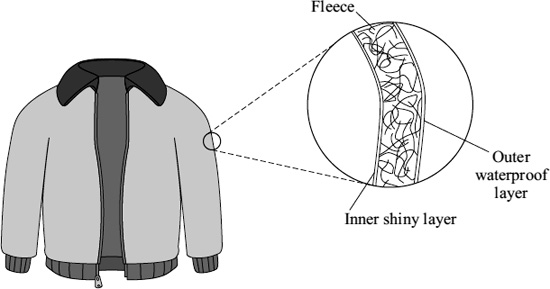 Fleece
Outer
waterproof
layer
Inner shiny layer